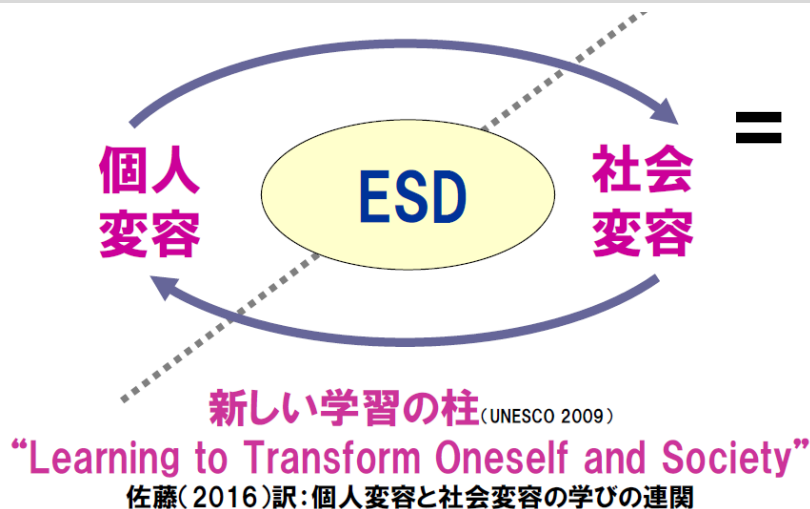 個人
変容
ESD
社会
変容
=
新しい学習の柱(UNESCO 2009)
“Learning to Transform Oneself and Society”
佐藤(2016)訳:個人変容と社会変容の学びの連関